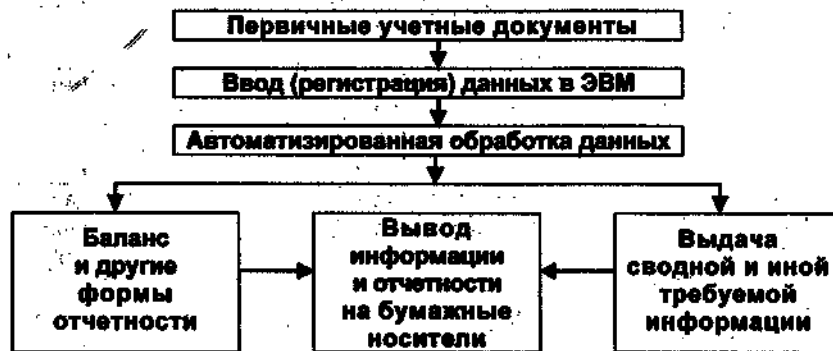 Первичные учетные документы
Ввод (регистрация) данных в ЭВМ
Автоматизированная обработка данных
Баланс
и другие
формы
отчетности
Вывод
информации
и отчетности
на бумажные
носители
Выдача
сводной и иной
требуемой
информации